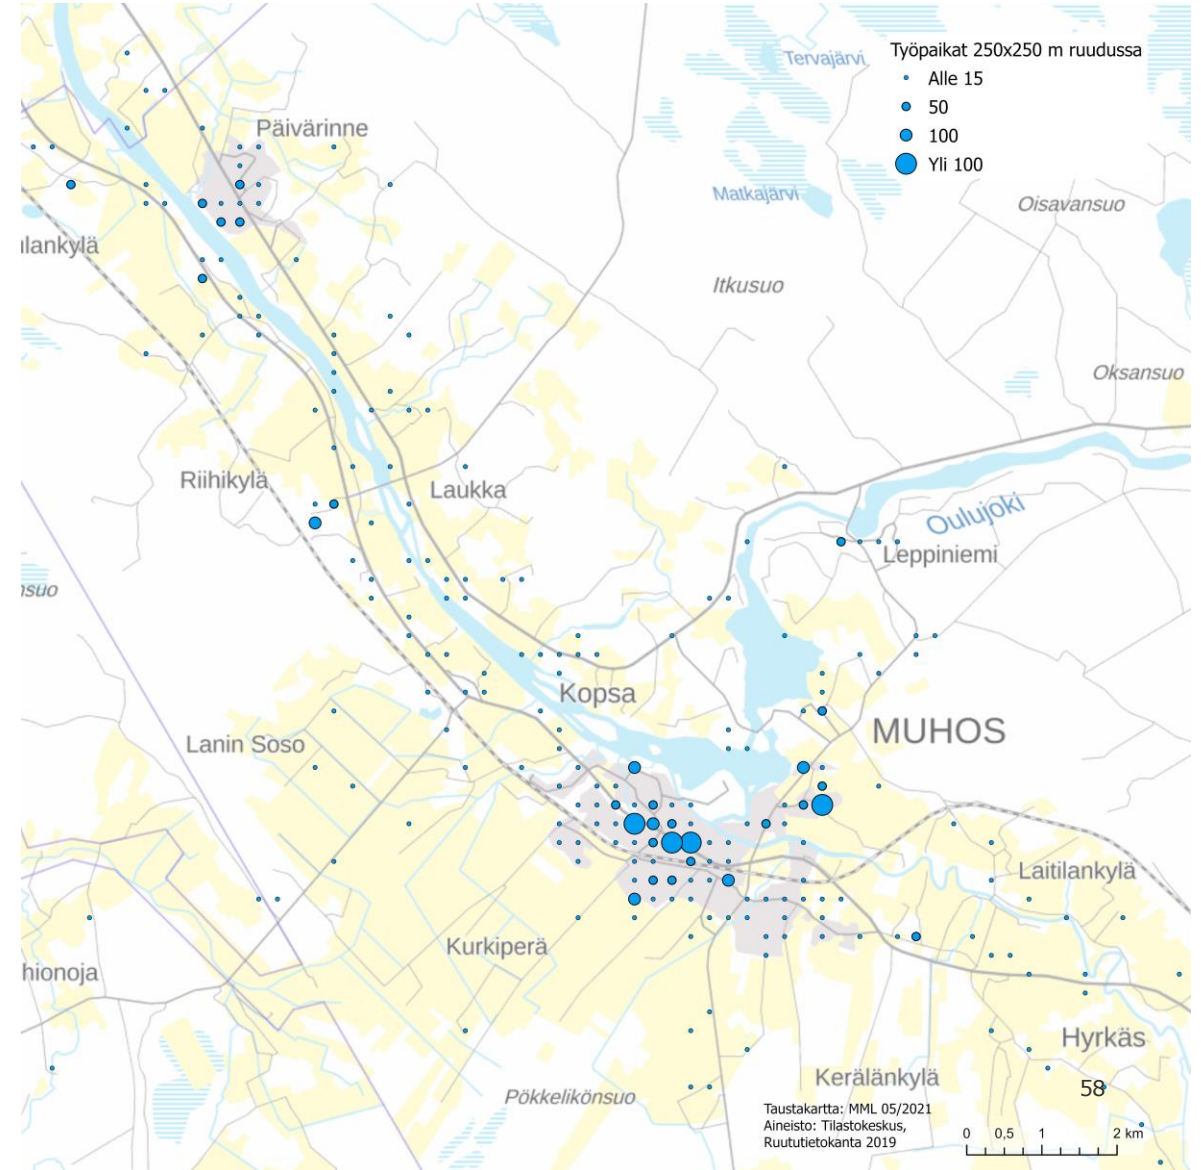 Työpaikat 250x250 m ruudussa
Alle 15
50
100
Yli 100
Tervajärvi
Päivärinne
Matkajärvi
Oisavansuo
ılankylä
Itkusuo
Oksansuo
Riihikylä
Laukka
Oulujoki
Leppiniemi
nsuo
Kopsa
MUHOS
Lanin Soso
Laitilankylä
Kurkiperä
hionoja
Hyrkäs
Kerälänkylä
58
Pökkelikönsuo
Taustakartta: MML 05/2021
Aineisto: Tilastokeskus,
Ruututietokanta 2019
0 0,5 1 2 km